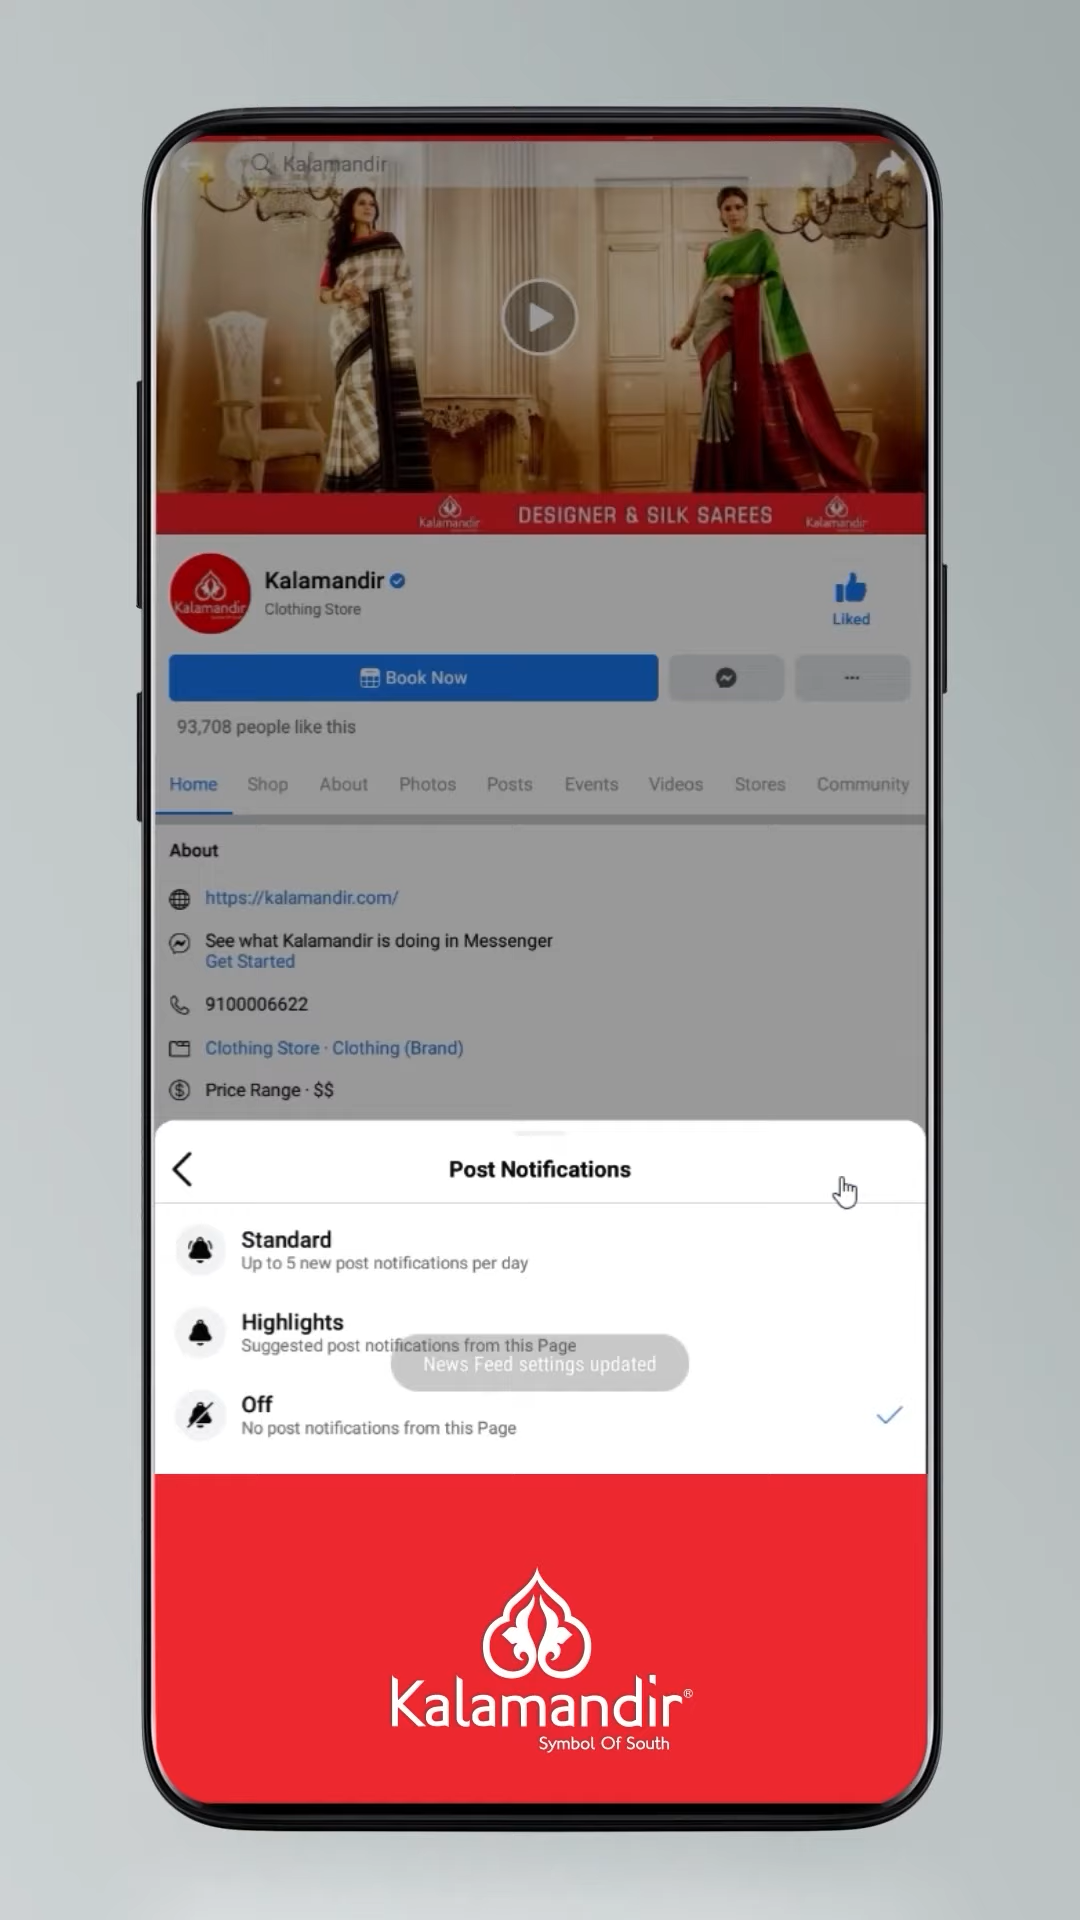 Kalamandir
Kalamandir DESIGNER & SILK SAREES Kalamandir
Kalamandir
Kalamandir
Clothing Store
Liked
Book Now
93,708 people like this
Home Shop About Photos Posts Events Videos Stores Community
About
https://kalamandir.com/
See what Kalamandir is doing in Messenger
Get Started
9100006622
Clothing Store · Clothing (Brand)
Price Range · $$
Post Notifications
Standard
Up to 5 new post notifications per day
Highlights
Suggested post notifications from this Page
News Feed settings updated
Off
No post notifications from this Page
Kalamandir®
Symbol Of South